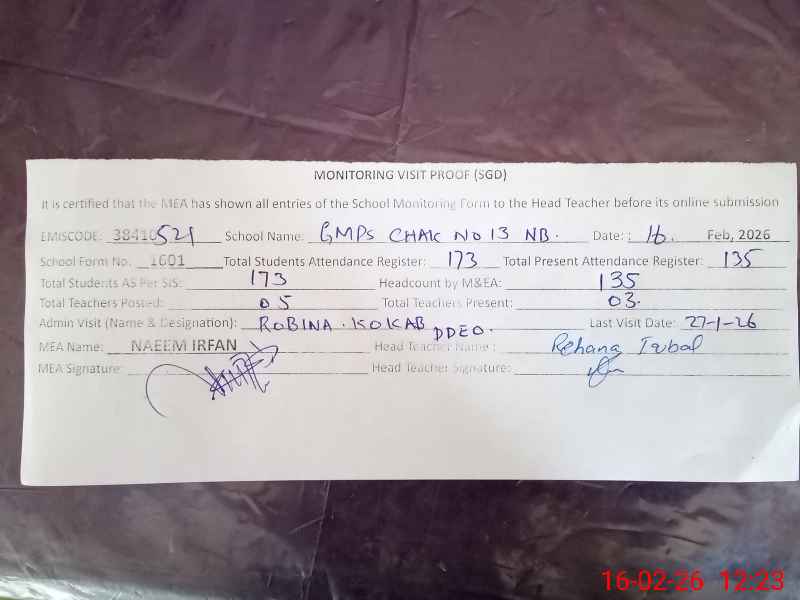 MONITORING VISIT PROOF (SGD)
It is certified that the MEA has shown all entries of the School Monitoring Form to the Head Teacher before its online submission
EMISCODE: 38410521 School Name: GMPS CHAK NO 13 NB. Date: : 16. Feb, 2026
School Form No. 1601 Total Students Attendance Register: 173 Total Present Attendance Register: 135
Total Students AS Per SIS: 173 Headcount by M&EA: 135
Total Teachers Posted: 05 Total Teachers Present: 03.
Admin Visit (Name & Designation): ROBINA. KOKAB DDEO. Last Visit Date: 27-1-26
MEA Name: NAEEM IRFAN Head Teacher Name: Rehana Iqbal
MEA Signature: Head Teacher Signature:
16-02-26 12:23